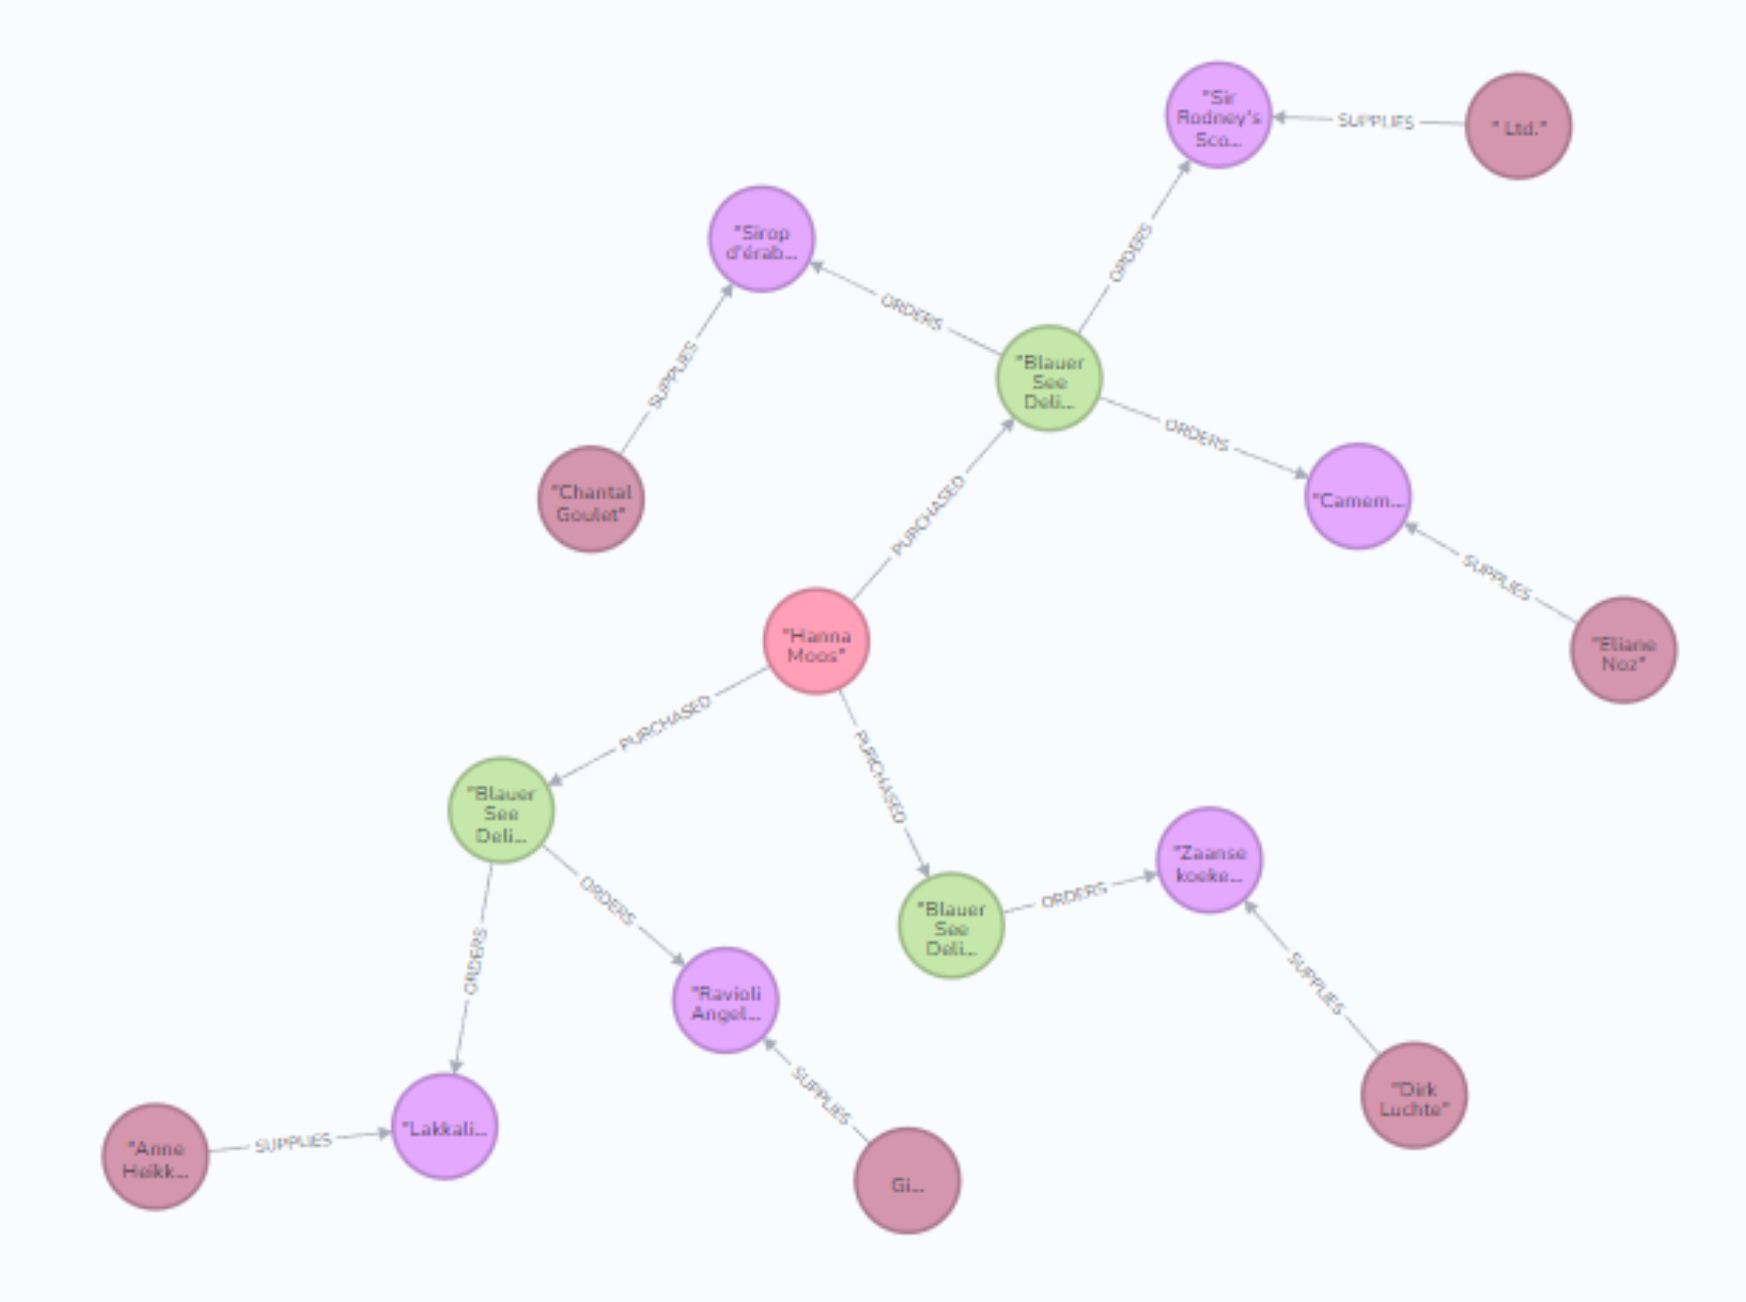 "Sir
Rodney's
Sco...
SUPPLIES
" Ltd."
"Sirop
d'érab...
ORDERS
ORDERS
SUPPLIES
"Blauer
See
Deli...
ORDERS
"Chantal
Goulet"
"Camem...
PURCHASED
SUPPLIES
"Hanna
Moos"
"Eliane
Noz"
PURCHASED
PURCHASED
"Blauer
See
Deli...
"Zaanse
koeke...
ORDERS
ORDERS
"Blauer
See
Deli...
ORDERS
SUPPLIES
"Ravioli
Angel...
SUPPLIES
"Dirk
Luchte"
"Lakkali...
"Anne
Heikk...
SUPPLIES
Gi...